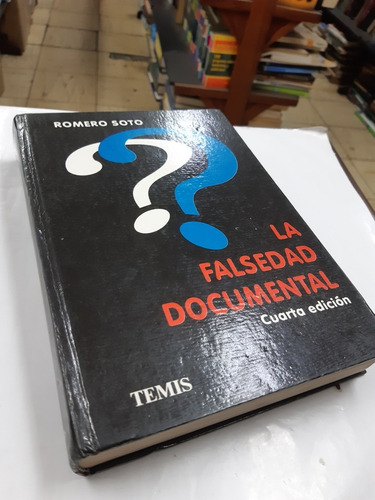 ROMERO SOTO
??
LA
FALSEDAD
DOCUMENTAL
Cuarta edición
TEMIS